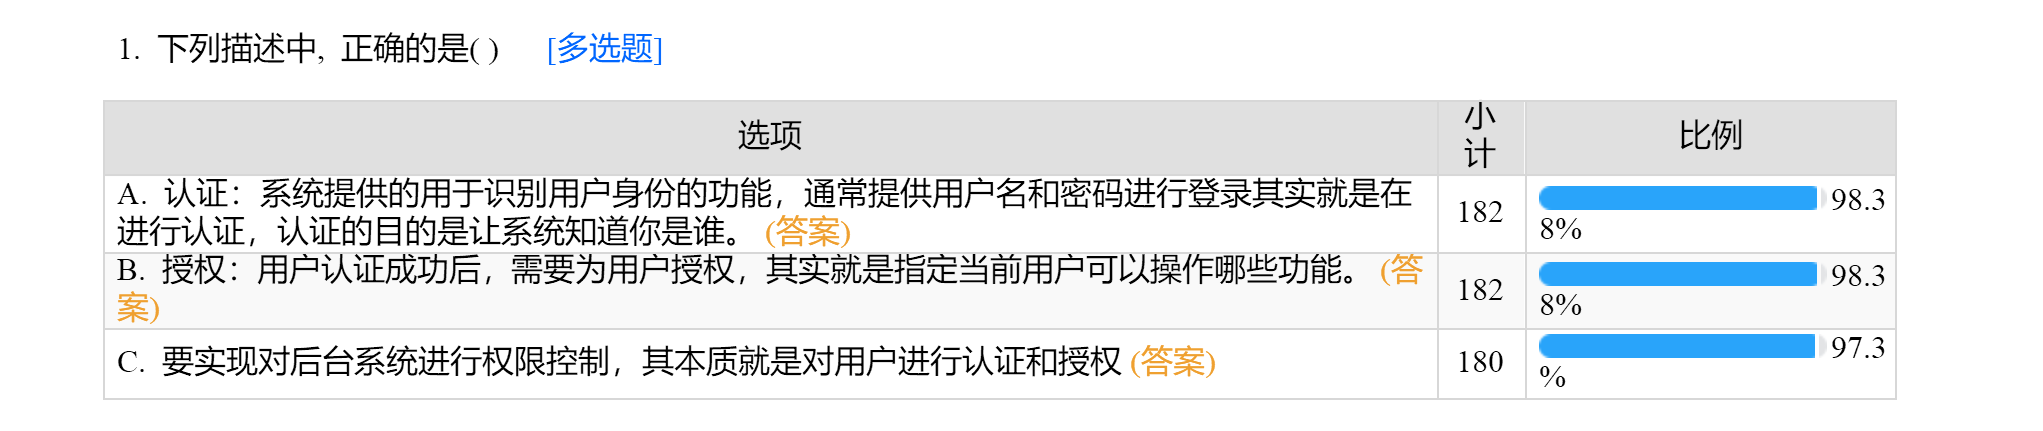 1. 下列描述中, 正确的是( ) [多选题]
选项
小
计
比例
A. 认证：系统提供的用于识别用户身份的功能，通常提供用户名和密码进行登录其实就是在
进行认证，认证的目的是让系统知道你是谁。 (答案)
182
98.3
8%
B. 授权：用户认证成功后，需要为用户授权，其实就是指定当前用户可以操作哪些功能。 (答
案)
182
98.3
8%
C. 要实现对后台系统进行权限控制，其本质就是对用户进行认证和授权 (答案)
180
97.3
%